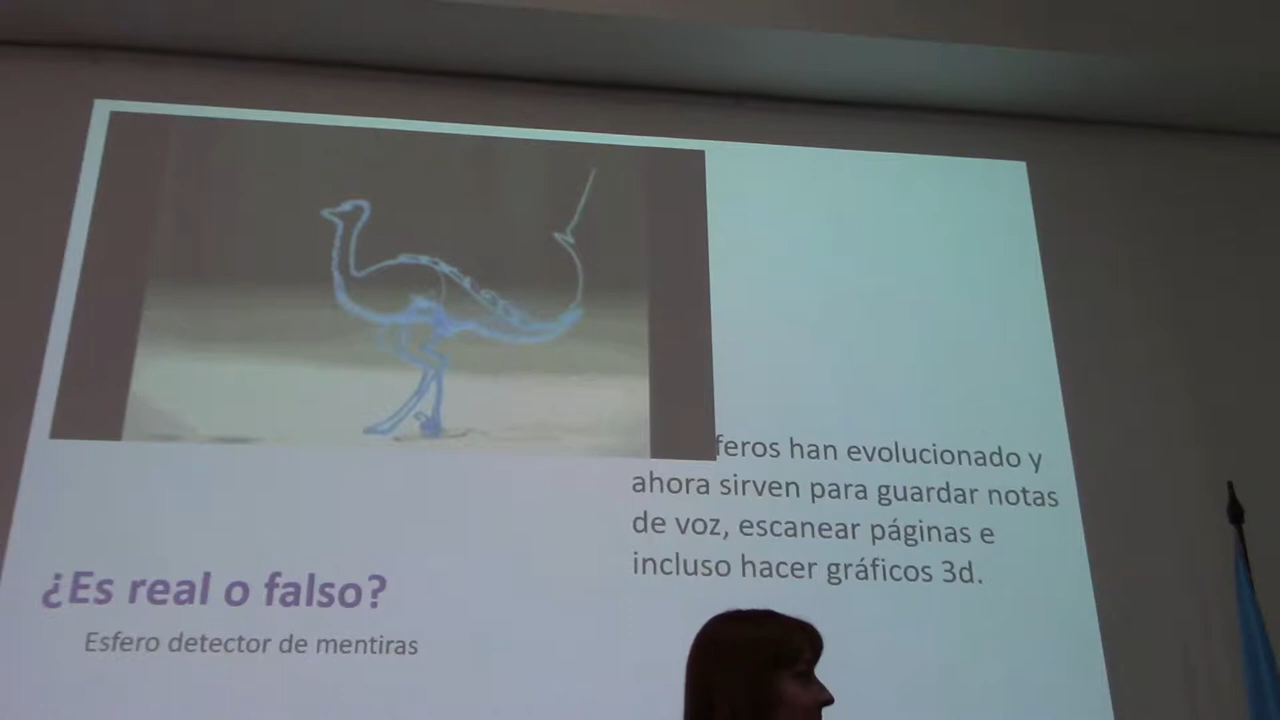 feros han evolucionado y
ahora sirven para guardar notas
de voz, escanear páginas e
incluso hacer gráficos 3d.
¿Es real o falso?
Esfero detector de mentiras